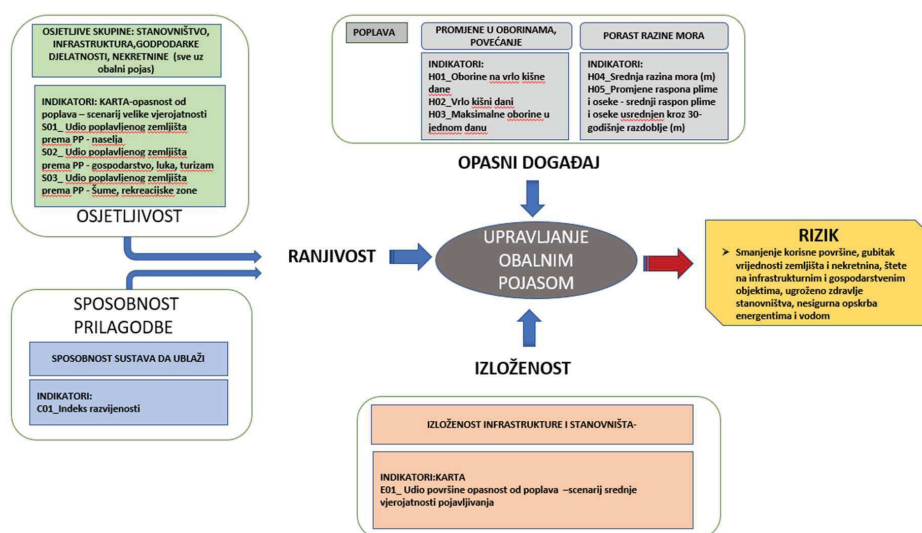 OSJETLJIVE SKUPINE: STANOVNIŠTVO,
INFRASTRUKTURA,GODPODARKE
DJELATNOSTI, NEKRETNINE (sve uz
obalni pojas)
INDIKATORI: KARTA-opasnost od
poplava – scenarij velike vjerojatnosti
S01_ Udio poplavljenog zemljišta
prema PP - naselja
S02_ Udio poplavljenog zemljišta
prema PP - gospodarstvo, luka, turizam
S03_ Udio poplavljenog zemljišta
prema PP - Šume, rekreacijske zone
OSJETLJIVOST
SPOSOBNOST
PRILAGODBE
SPOSOBNOST SUSTAVA DA UBLAŽI
INDIKATORI:
C01_Indeks razvijenosti
RANJIVOST
POPLAVA
PROMJENE U OBORINAMA,
POVEĆANJE
INDIKATORI:
H01_Oborine na vrlo kišne
dane
H02_Vrlo kišni dani
H03_Maksimalne oborine u
jednom danu
PORAST RAZINE MORA
INDIKATORI:
H04_Srednja razina mora (m)
H05_Promjene raspona plime
i oseke - srednji raspon plime
i oseke usrednjen kroz 30-
godišnje razdoblje (m)
OPASNI DOGAĐAJ
UPRAVLJANJE
OBALNIM
POJASOM
IZLOŽENOST
IZLOŽENOST INFRASTRUKTURE I STANOVNIŠTA-
INDIKATORI:KARTA
E01_ Udio površine opasnost od poplava –scenarij srednje
vjerojatnosti pojavljivanja
RIZIK
➤ Smanjenje korisne površine, gubitak
vrijednosti zemljišta i nekretnina, štete
na infrastrukturnim i gospodarstvenim
objektima, ugroženo zdravlje
stanovništva, nesigurna opskrba
energentima i vodom